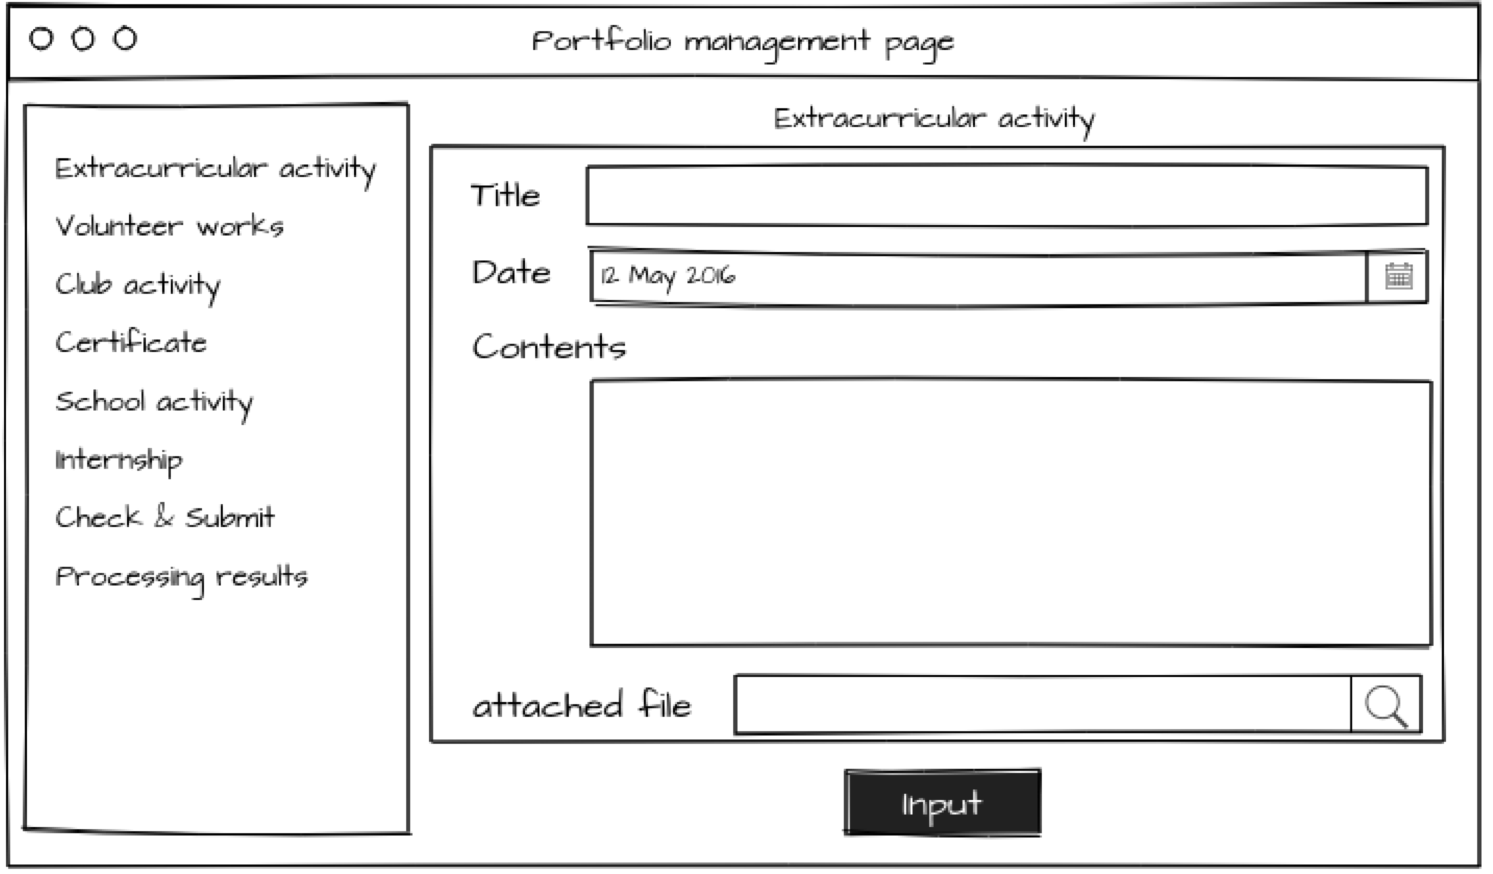 Portfolio management page
Extracurricular activity
Volunteer works
Club activity
Certificate
School activity
Internship
Check & Submit
Processing results
Extracurricular activity
Title
Date 12 May 2016
Contents
attached file
Input